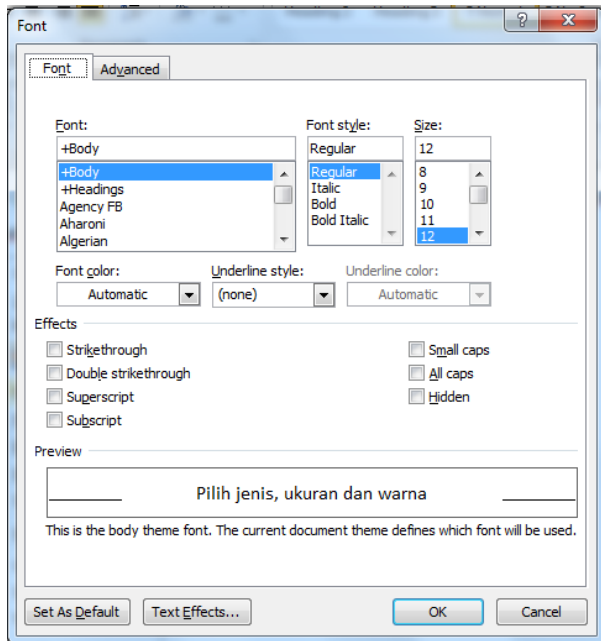 Font
Font Advanced
Font: Font style: Size:
+Body Regular 12
+Body Regular 8
+Headings Italic 9
Agency FB Bold 10
Aharoni Bold Italic 11
Algerian 12
Font color: Underline style: Underline color:
Automatic (none) Automatic
Effects
Strikethrough Small caps
Double strikethrough All caps
Superscript Hidden
Subscript
Preview
Pilih jenis, ukuran dan warna
This is the body theme font. The current document theme defines which font will be used.
Set As Default Text Effects... OK Cancel